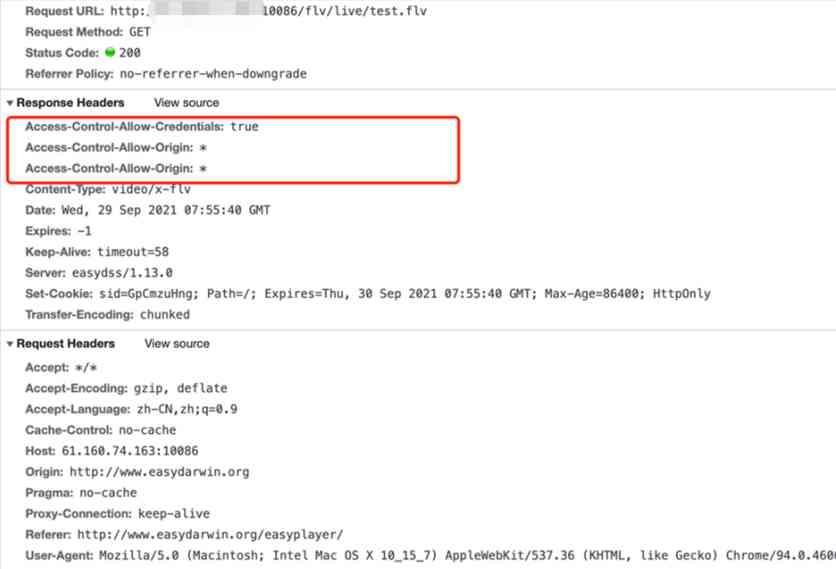 Request URL: http: 10086/flv/live/test.flv
Request Method: GET
Status Code: 200
Referrer Policy: no-referrer-when-downgrade
Response Headers View source
Access-Control-Allow-Credentials: true
Access-Control-Allow-Origin: *
Access-Control-Allow-Origin: *
Content-Type: video/x-flv
Date: Wed, 29 Sep 2021 07:55:40 GMT
Expires: -1
Keep-Alive: timeout=58
Server: easydss/1.13.0
Set-Cookie: sid=GpCmzuHng; Path=/; Expires=Thu, 30 Sep 2021 07:55:40 GMT; Max-Age=86400; HttpOnly
Transfer-Encoding: chunked
Request Headers View source
Accept: */*
Accept-Encoding: gzip, deflate
Accept-Language: zh-CN,zh;q=0.9
Cache-Control: no-cache
Host: 61.160.74.163:10086
Origin: http://www.easydarwin.org
Pragma: no-cache
Proxy-Connection: keep-alive
Referer: http://www.easydarwin.org/easyplayer/
User-Agent: Mozilla/5.0 (Macintosh; Intel Mac OS X 10_15_7) AppleWebKit/537.36 (KHTML, like Gecko) Chrome/94.0.460